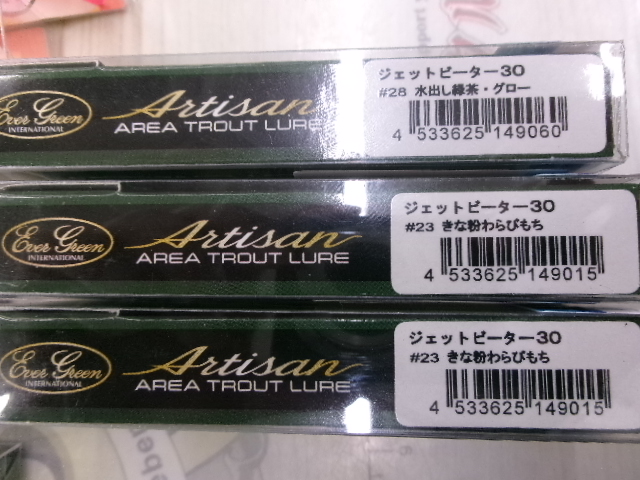 Ever Green
INTERNATIONAL
Artisan
AREA TROUT LURE
ジェットビーター30
#28 水出し緑茶・グロー
4 533625 149060
Ever Green
INTERNATIONAL
Artisan
AREA TROUT LURE
ジェットビーター30
#23 きな粉わらびもち
4 533625 149015
Ever Green
INTERNATIONAL
Artisan
AREA TROUT LURE
ジェットビーター30
#23 きな粉わらびもち
4 533625 149015